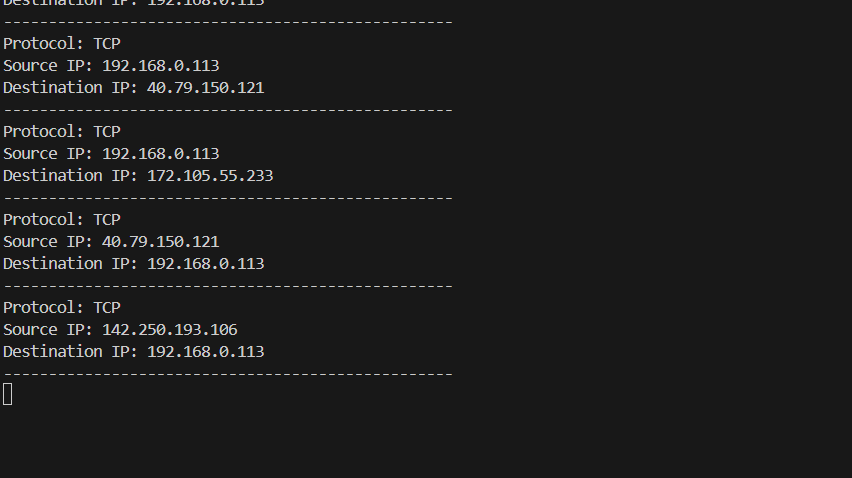 Destination IP: 192.168.0.113
--------------------------------------------------
Protocol: TCP
Source IP: 192.168.0.113
Destination IP: 40.79.150.121
--------------------------------------------------
Protocol: TCP
Source IP: 192.168.0.113
Destination IP: 172.105.55.233
--------------------------------------------------
Protocol: TCP
Source IP: 40.79.150.121
Destination IP: 192.168.0.113
--------------------------------------------------
Protocol: TCP
Source IP: 142.250.193.106
Destination IP: 192.168.0.113
--------------------------------------------------